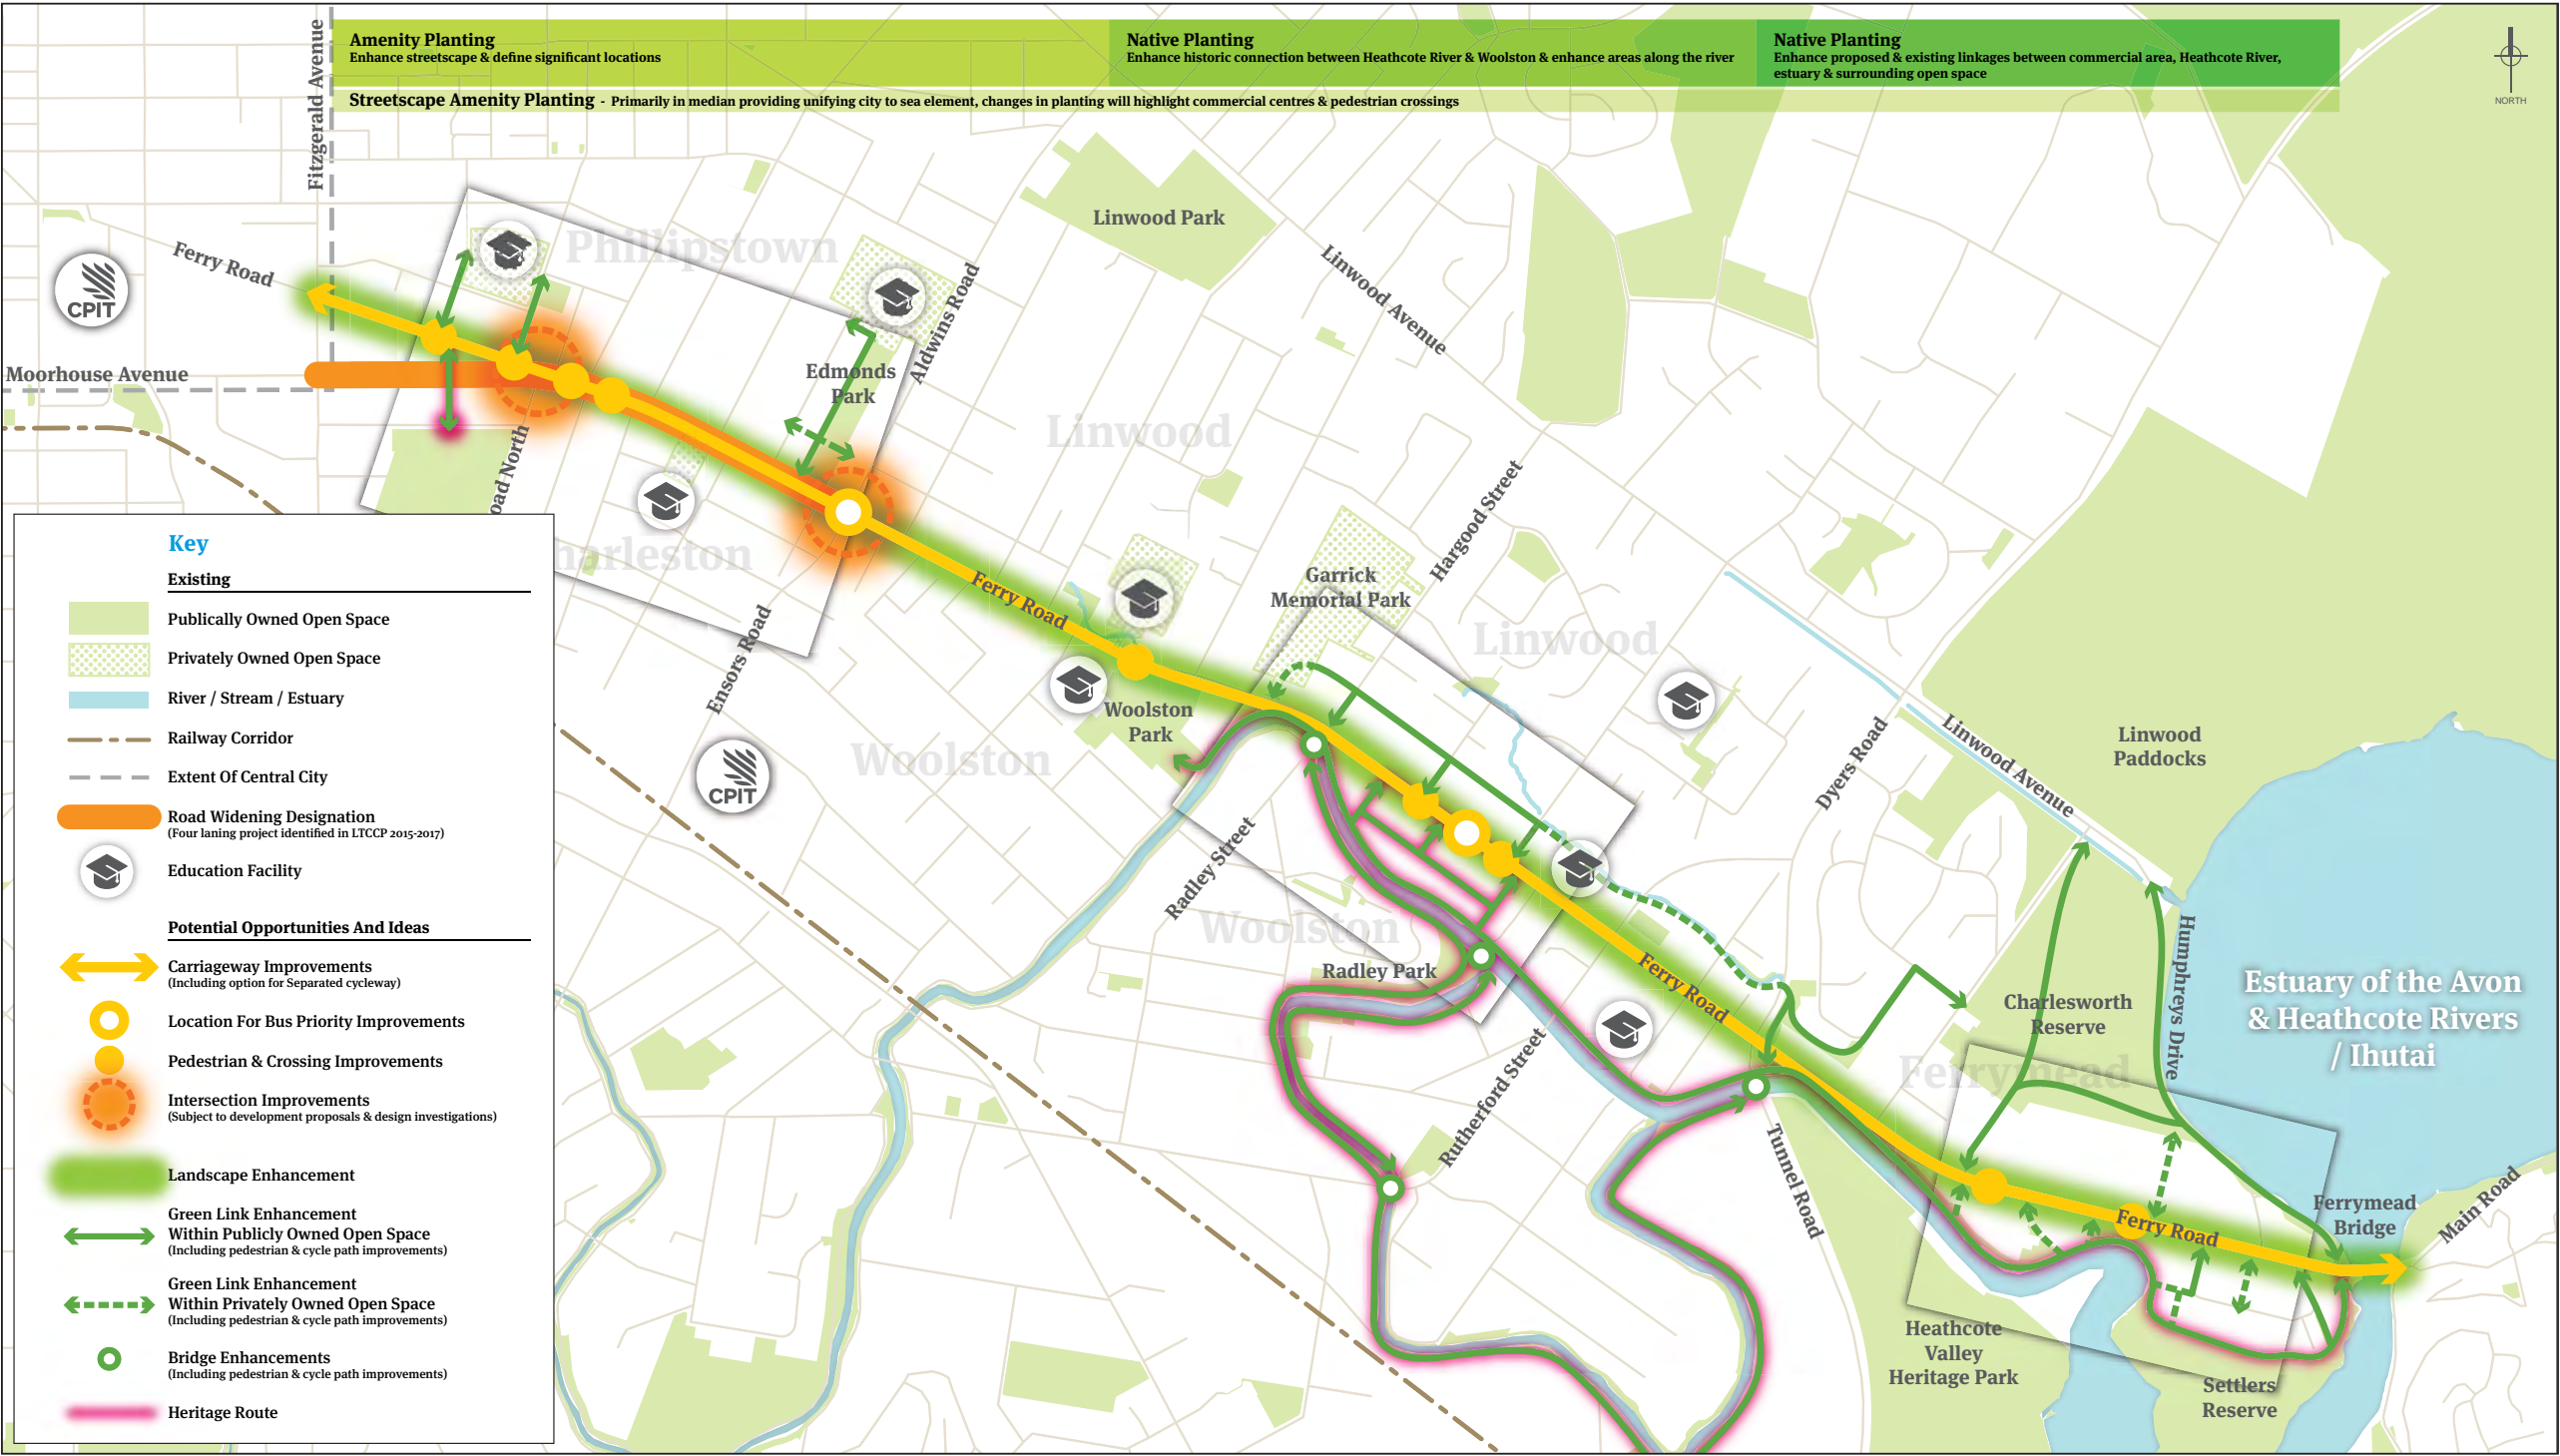 Amenity Planting
Enhance streetscape & define significant locations
Native Planting
Enhance historic connection between Heathcote River & Woolston & enhance areas along the river
Native Planting
Enhance proposed & existing linkages between commercial area, Heathcote River,
estuary & surrounding open space
Streetscape Amenity Planting - Primarily in median providing unifying city to sea element, changes in planting will highlight commercial centres & pedestrian crossings
NORTH
Fitzgerald Avenue
Linwood Park
Phillipstown
Ferry Road
CPIT
Linwood Avenue
Aldwins Road
Moorhouse Avenue
Edmonds
Park
Linwood
oad North
Hargood Street
harleston
Garrick
Memorial Park
Ferry Road
Ensors Road
Linwood
Woolston
Park
Woolston
CPIT
Dyers Road
Linwood Avenue
Linwood
Paddocks
Radley Street
Woolston
Radley Park
Ferry Road
Humphreys Drive
Charlesworth
Reserve
Estuary of the Avon
& Heathcote Rivers
/ Ihutai
Ferrymead
Rutherford Street
Tunnel Road
Ferry Road
Ferrymead
Bridge
Main Road
Heathcote
Valley
Heritage Park
Settlers
Reserve
Key
Existing
Publically Owned Open Space
Privately Owned Open Space
River / Stream / Estuary
Railway Corridor
Extent Of Central City
Road Widening Designation
(Four laning project identified in LTCCP 2015-2017)
Education Facility
Potential Opportunities And Ideas
Carriageway Improvements
(Including option for Separated cycleway)
Location For Bus Priority Improvements
Pedestrian & Crossing Improvements
Intersection Improvements
(Subject to development proposals & design investigations)
Landscape Enhancement
Green Link Enhancement
Within Publicly Owned Open Space
(Including pedestrian & cycle path improvements)
Green Link Enhancement
Within Privately Owned Open Space
(Including pedestrian & cycle path improvements)
Bridge Enhancements
(Including pedestrian & cycle path improvements)
Heritage Route